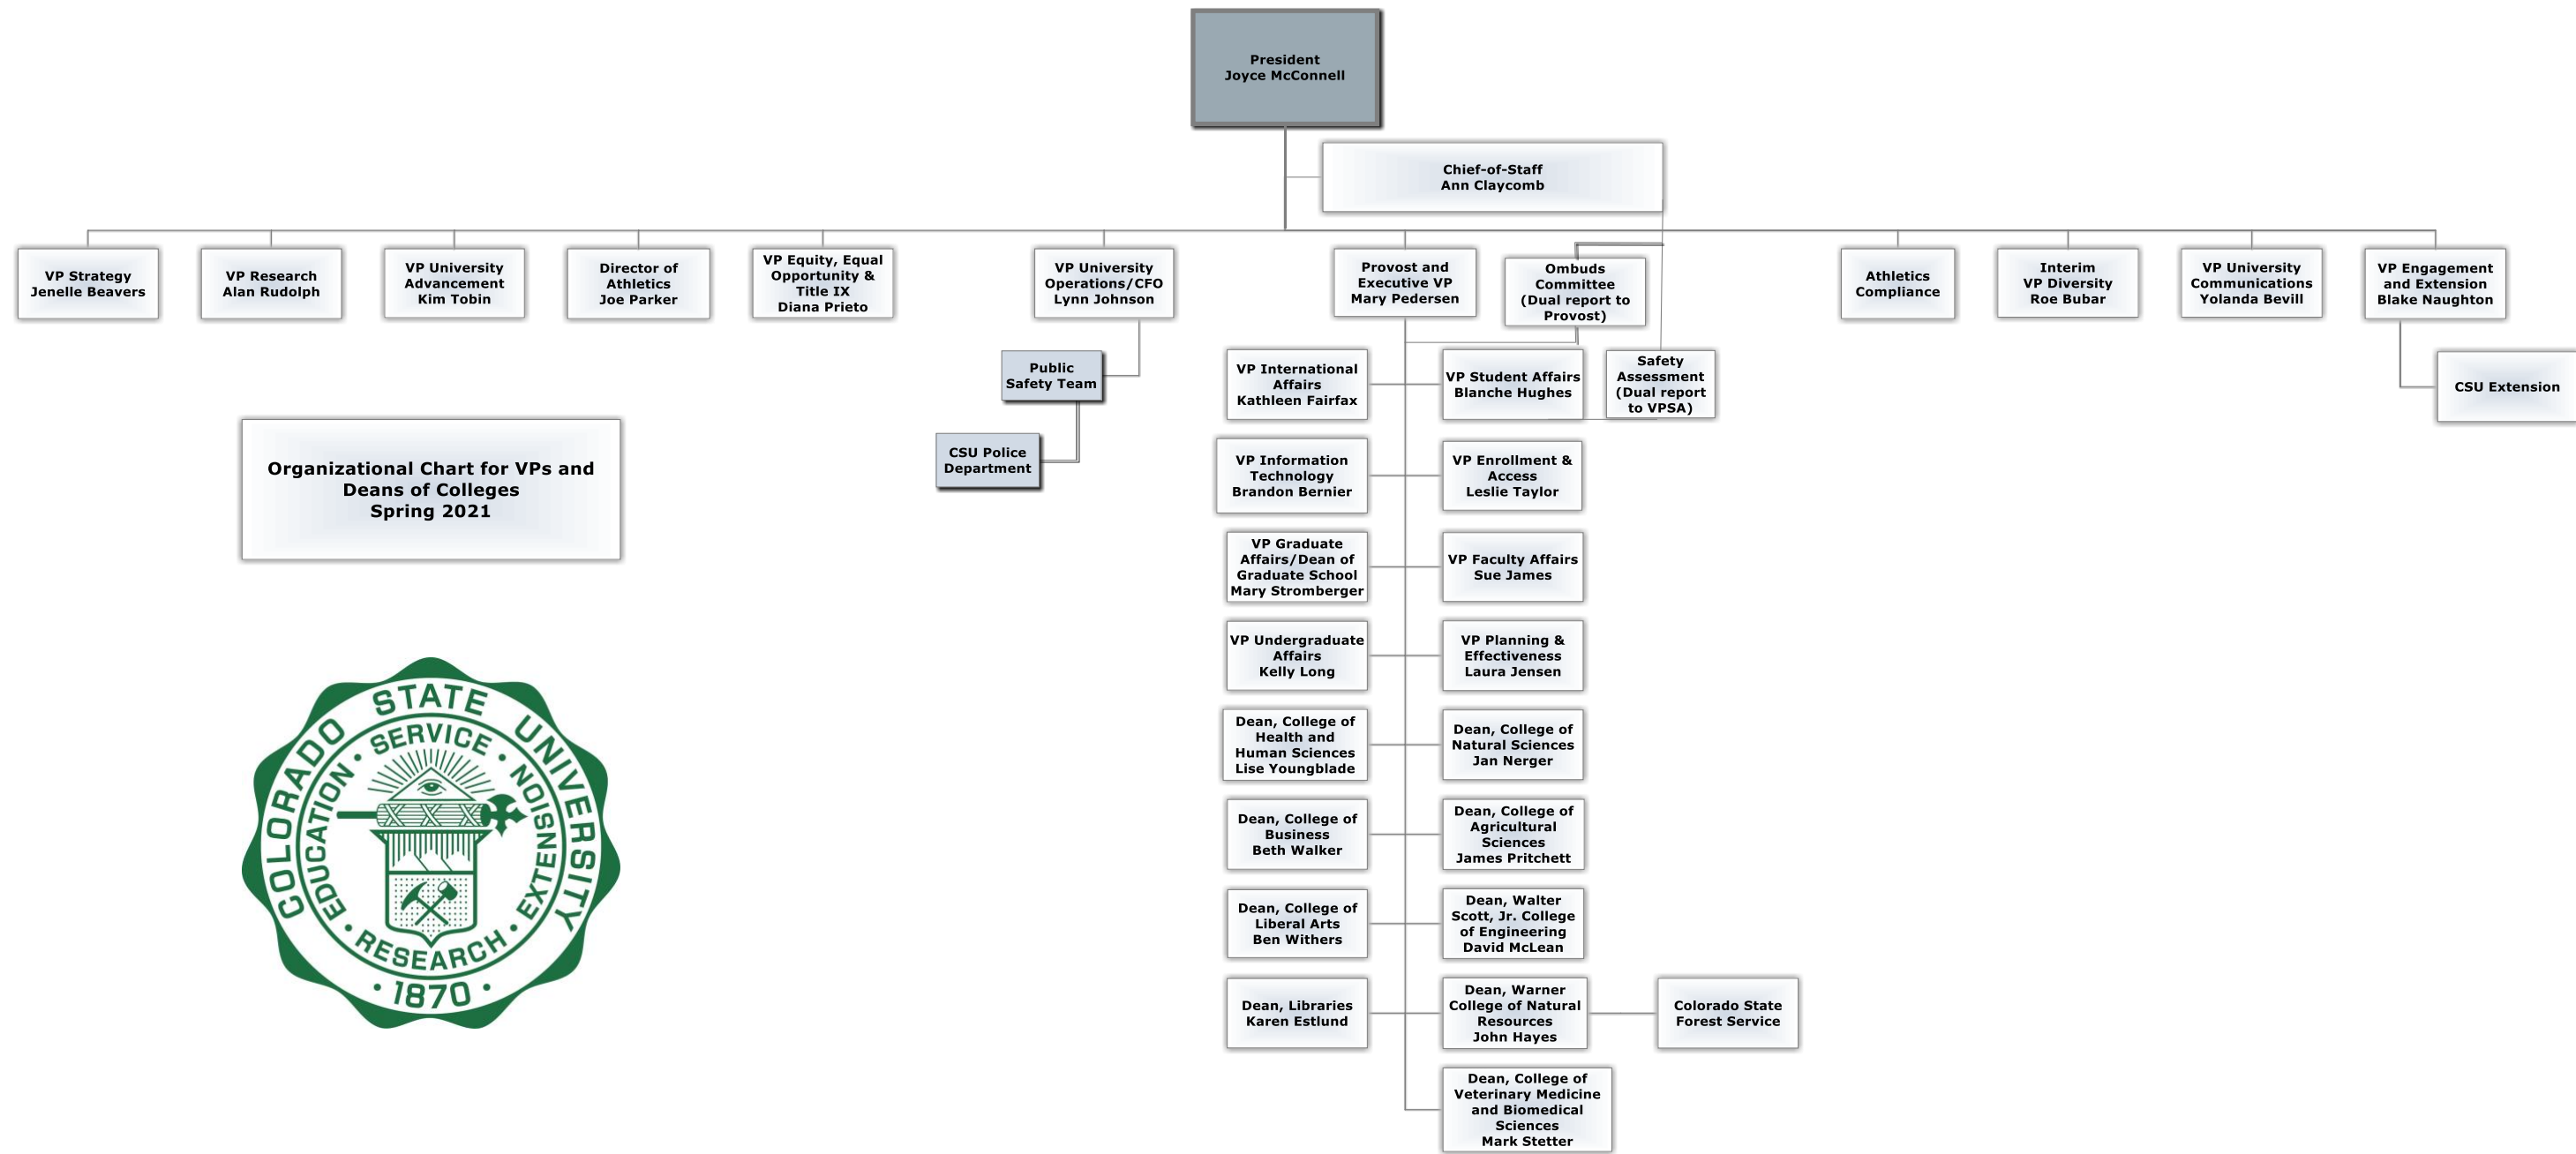 President
Joyce McConnell
Chief-of-Staff
Ann Claycomb
VP Strategy
Jenelle Beavers
VP Research
Alan Rudolph
VP University
Advancement
Kim Tobin
Director of
Athletics
Joe Parker
VP Equity, Equal
Opportunity &
Title IX
Diana Prieto
VP University
Operations/CFO
Lynn Johnson
Provost and
Executive VP
Mary Pedersen
Ombuds
Committee
(Dual report to
Provost)
Athletics
Compliance
Interim
VP Diversity
Roe Bubar
VP University
Communications
Yolanda Bevill
VP Engagement
and Extension
Blake Naughton
Public
Safety Team
VP International
Affairs
Kathleen Fairfax
VP Student Affairs
Blanche Hughes
Safety
Assessment
(Dual report
to VPSA)
CSU Extension
Organizational Chart for VPs and
Deans of Colleges
Spring 2021
CSU Police
Department
VP Information
Technology
Brandon Bernier
VP Enrollment &
Access
Leslie Taylor
VP Graduate
Affairs/Dean of
Graduate School
Mary Stromberger
VP Faculty Affairs
Sue James
VP Undergraduate
Affairs
Kelly Long
VP Planning &
Effectiveness
Laura Jensen
COLORADO STATE UNIVERSITY
EDUCATION • SERVICE • EXTENSION
• RESEARCH •
• 1870 •
Dean, College of
Health and
Human Sciences
Lise Youngblade
Dean, College of
Natural Sciences
Jan Nerger
Dean, College of
Business
Beth Walker
Dean, College of
Agricultural
Sciences
James Pritchett
Dean, College of
Liberal Arts
Ben Withers
Dean, Walter
Scott, Jr. College
of Engineering
David McLean
Dean, Libraries
Karen Estlund
Dean, Warner
College of Natural
Resources
John Hayes
Colorado State
Forest Service
Dean, College of
Veterinary Medicine
and Biomedical
Sciences
Mark Stetter